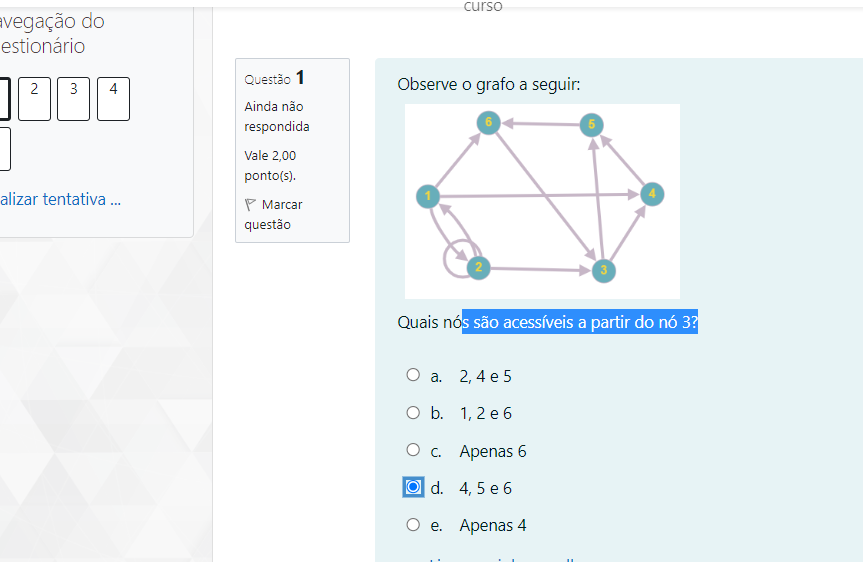 curso
avegação do
estionário
2 3 4
alizar tentativa ...
Questão 1
Ainda não
respondida
Vale 2,00
ponto(s).
Marcar
questão
Observe o grafo a seguir:
6
5
1
4
2
3
Quais nós são acessíveis a partir do nó 3?
a. 2, 4 e 5
b. 1, 2 e 6
c. Apenas 6
d. 4, 5 e 6
e. Apenas 4